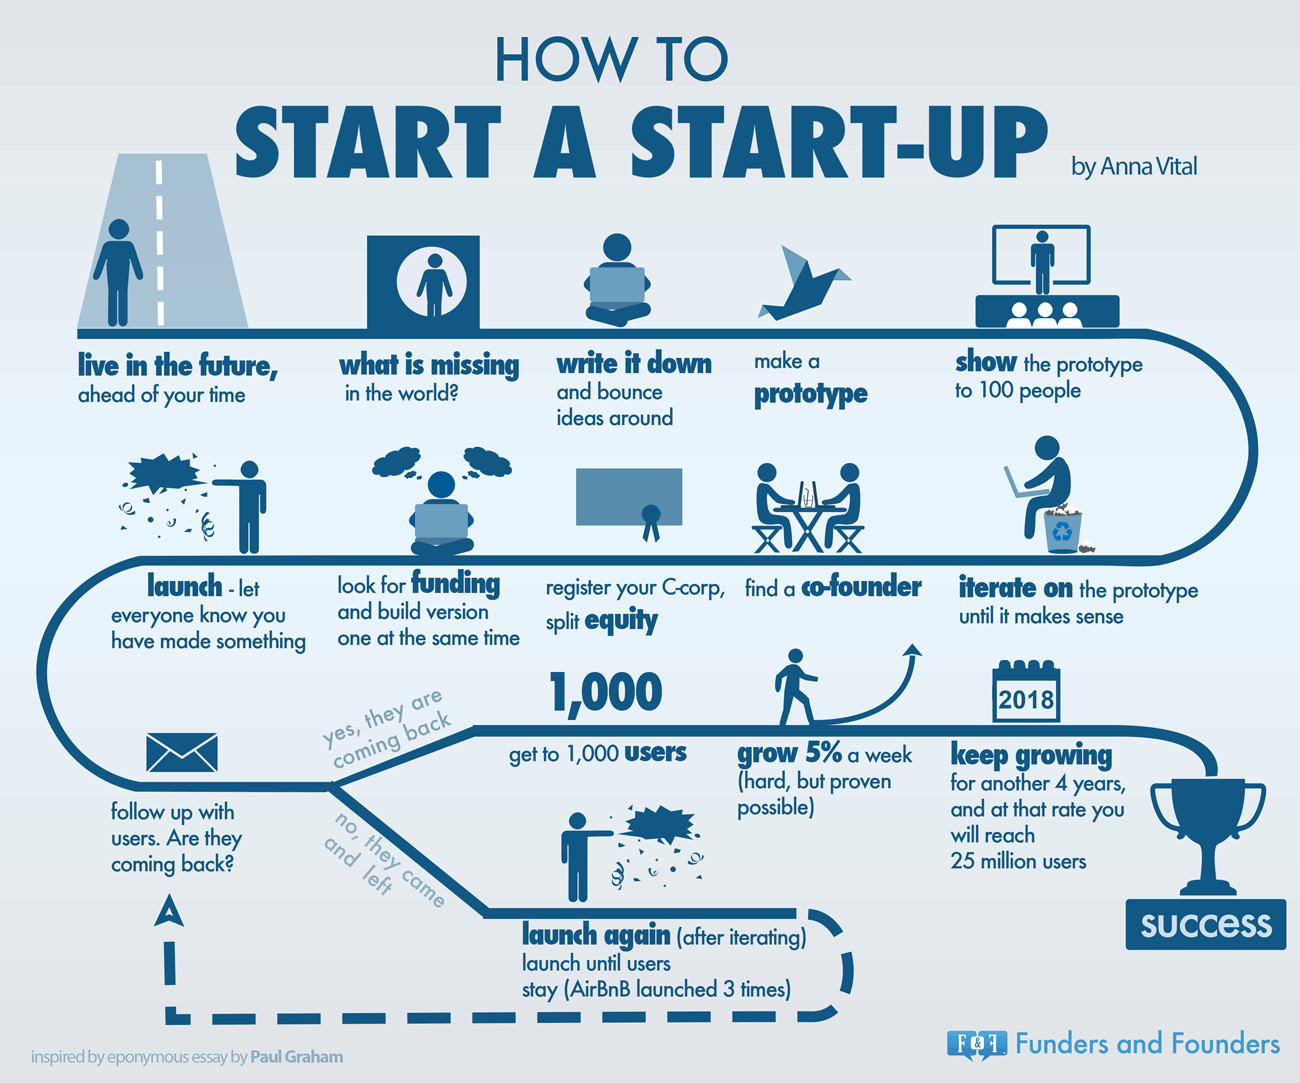 HOW TO
START A START-UP
by Anna Vital
live in the future,
ahead of your time
what is missing
in the world?
write it down
and bounce
ideas around
make a
prototype
show the prototype
to 100 people
iterate on the prototype
until it makes sense
find a co-founder
register your C-corp,
split equity
look for funding
and build version
one at the same time
launch - let
everyone know you
have made something
follow up with
users. Are they
coming back?
yes, they are
coming back
1,000
get to 1,000 users
grow 5% a week
(hard, but proven
possible)
2018
keep growing
for another 4 years,
and at that rate you
will reach
25 million users
success
no, they came
and left
launch again (after iterating)
launch until users
stay (AirBnB launched 3 times)
inspired by eponymous essay by Paul Graham
F & F
Funders and Founders